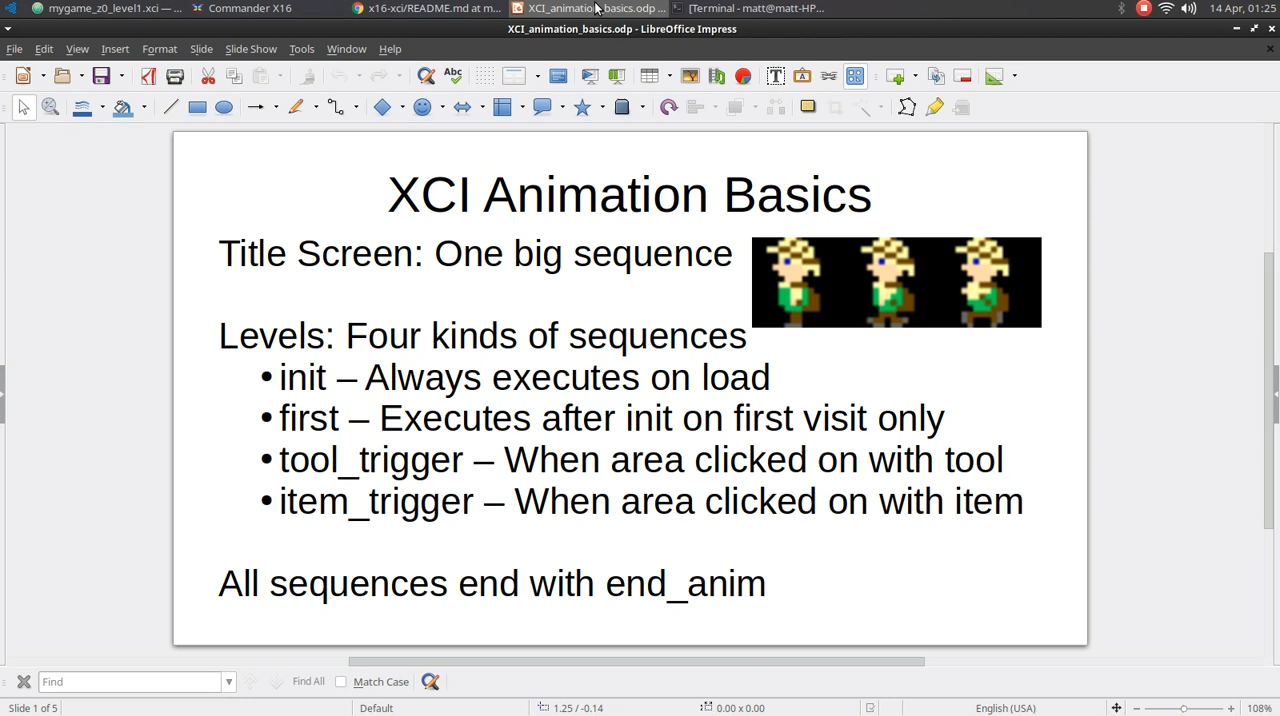 mygame_z0_level1.xci — ...
Commander X16
x16-xci/README.md at m...
XCI_animation_basics.odp ...
[Terminal - matt@matt-HP...
14 Apr, 01:25
XCI_animation_basics.odp - LibreOffice Impress
File Edit View Insert Format Slide Slide Show Tools Window Help
XCI Animation Basics
Title Screen: One big sequence
Levels: Four kinds of sequences
•init – Always executes on load
•first – Executes after init on first visit only
•tool_trigger – When area clicked on with tool
•item_trigger – When area clicked on with item
All sequences end with end_anim
Find Find All Match Case
Slide 1 of 5 Default 1.25 / -0.14 0.00 x 0.00 English (USA) 108%